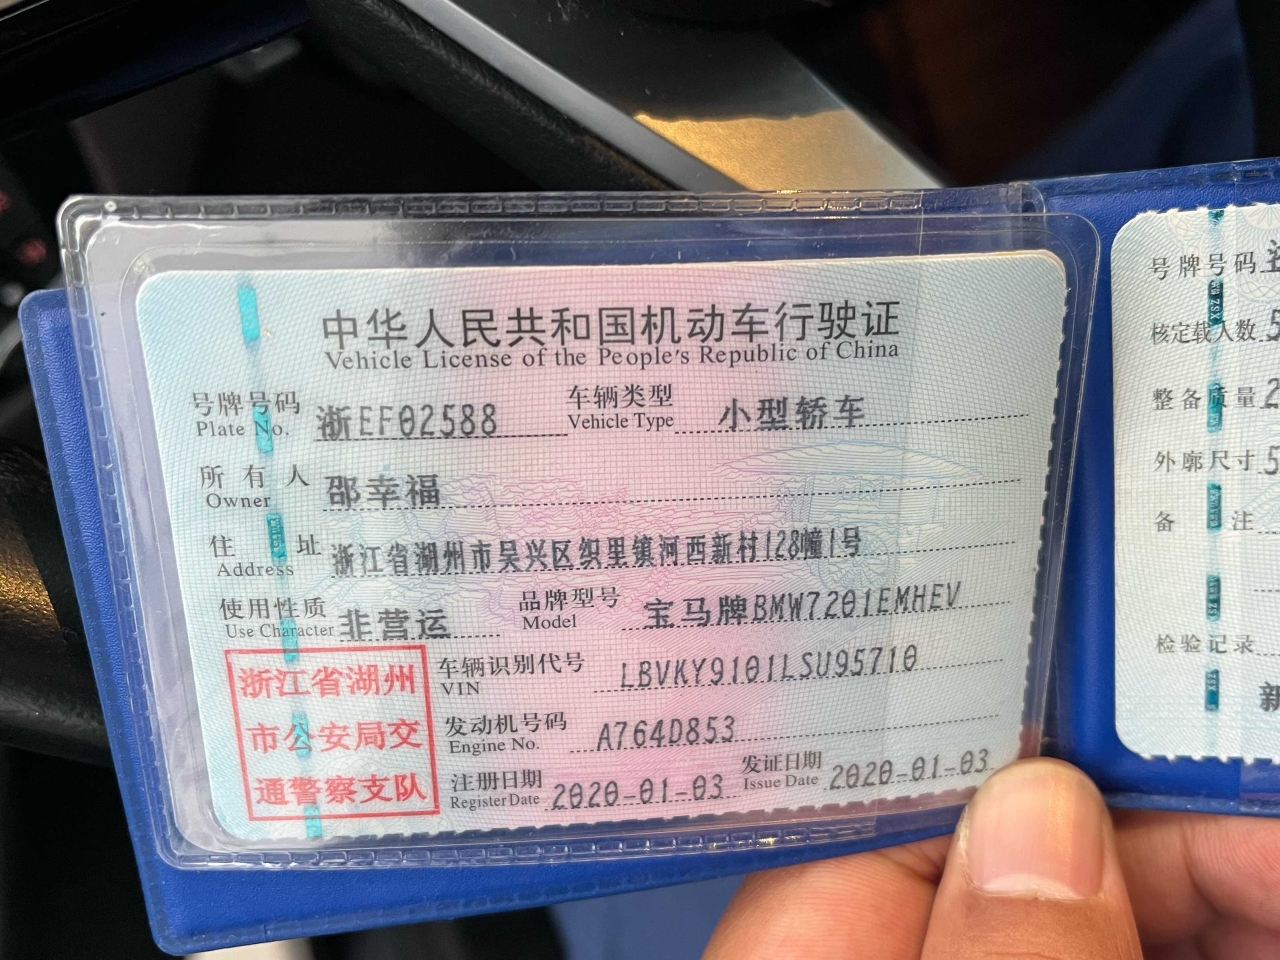 中华人民共和国机动车行驶证
Vehicle License of the People's Republic of China
号牌号码 浙EF02588 车辆类型 小型轿车
Plate No. Vehicle Type
所有人 邵幸福
Owner
住址 浙江省湖州市吴兴区织里镇河西新村128幢1号
Address
使用性质 非营运 品牌型号 宝马牌BMW7201EMHEV
Use Character Model
浙江省湖州
市公安局交
通警察支队
车辆识别代号 LBVKY9101LSU95710
VIN
发动机号码 A764D853
Engine No.
注册日期 2020-01-03 发证日期 2020-01-03
Register Date Issue Date
号牌号码
核定载人数 5
整备质量 2
外廓尺寸 5
备注
检验记录
新